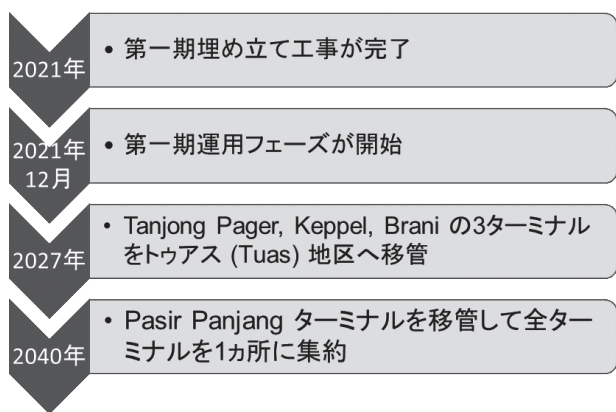 2021年
• 第一期埋め立て工事が完了
2021年
12月
• 第一期運用フェーズが開始
2027年
• Tanjong Pager, Keppel, Brani の3ターミナル
をトゥアス (Tuas) 地区へ移管
2040年
• Pasir Panjang ターミナルを移管して全ター
ミナルを1ヵ所に集約